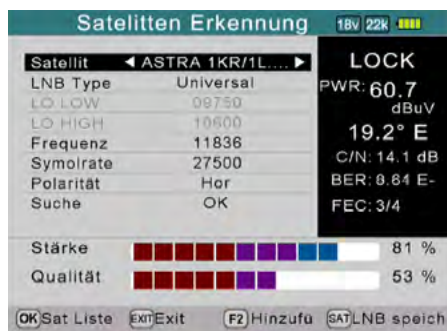 Satelitten Erkennung 18V 22k
Satellit ASTRA 1KR/1L....
LNB Type Universal
LO LOW 09750
LO HIGH 10600
Frequenz 11836
Symolrate 27500
Polarität Hor
Suche OK
LOCK
PWR: 60.7
dBuV
19.2° E
C/N: 14.1 dB
BER: 8.84 E-
FEC: 3/4
Stärke 81 %
Qualität 53 %
OK Sat Liste EXIT Exit F2 Hinzufü SAT LNB speich